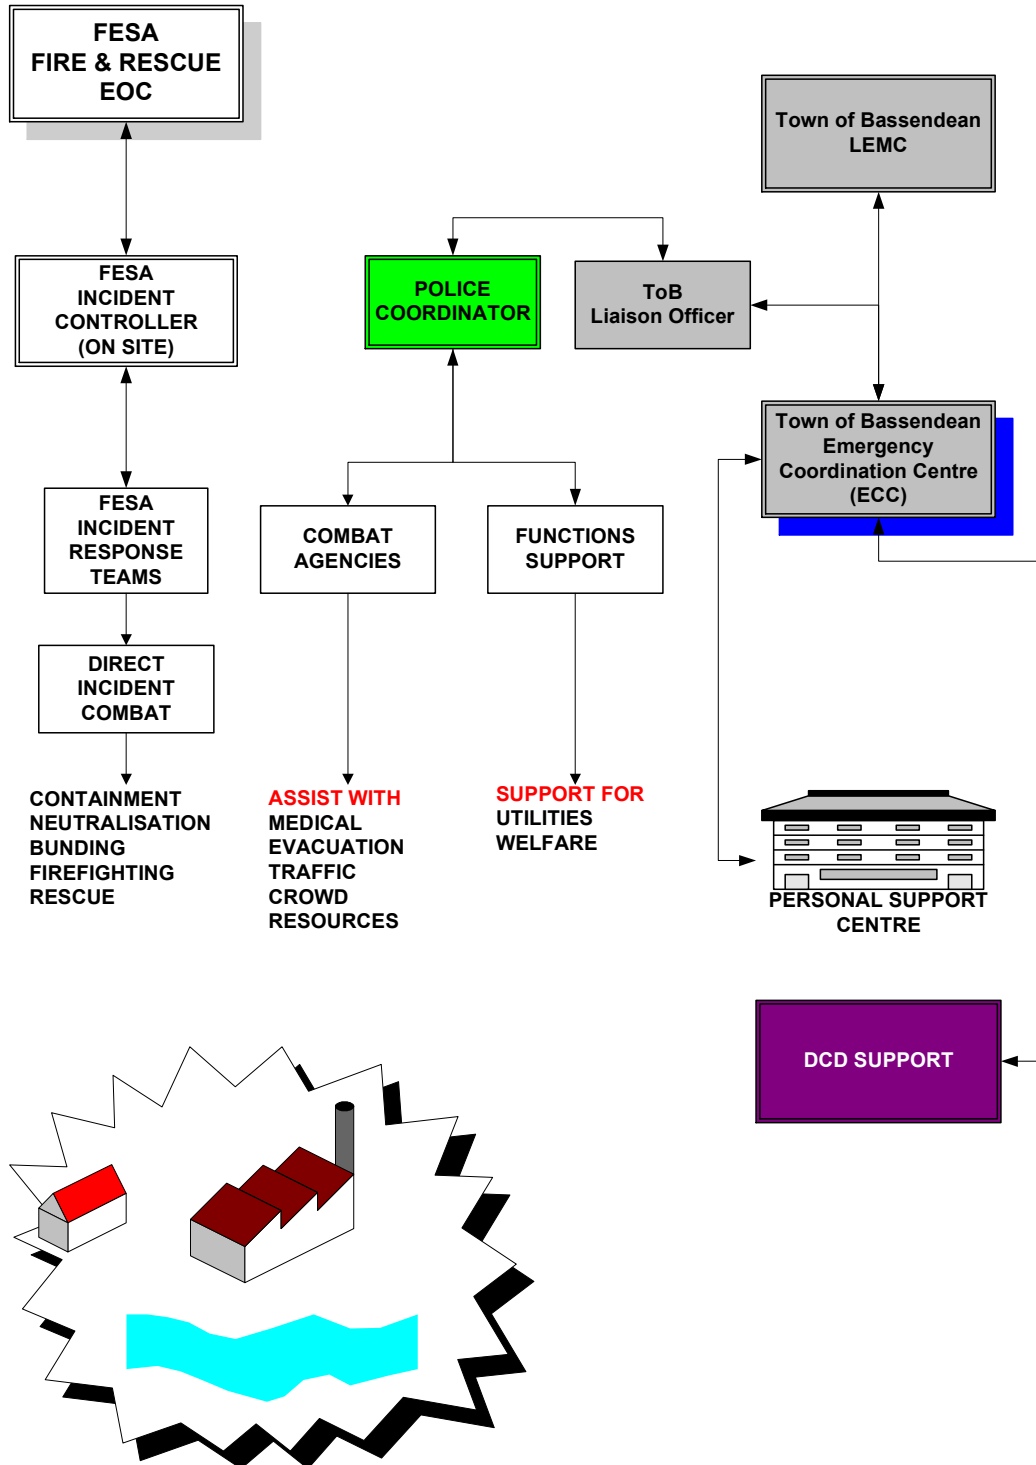 FESA
FIRE & RESCUE
EOC
Town of Bassendean
LEMC
FESA
INCIDENT
CONTROLLER
(ON SITE)
POLICE
COORDINATOR
ToB
Liaison Officer
Town of Bassendean
Emergency
Coordination Centre
(ECC)
FESA
INCIDENT
RESPONSE
TEAMS
COMBAT
AGENCIES
FUNCTIONS
SUPPORT
DIRECT
INCIDENT
COMBAT
CONTAINMENT
NEUTRALISATION
BUNDING
FIREFIGHTING
RESCUE
ASSIST WITH
MEDICAL
EVACUATION
TRAFFIC
CROWD
RESOURCES
SUPPORT FOR
UTILITIES
WELFARE
PERSONAL SUPPORT
CENTRE
DCD SUPPORT